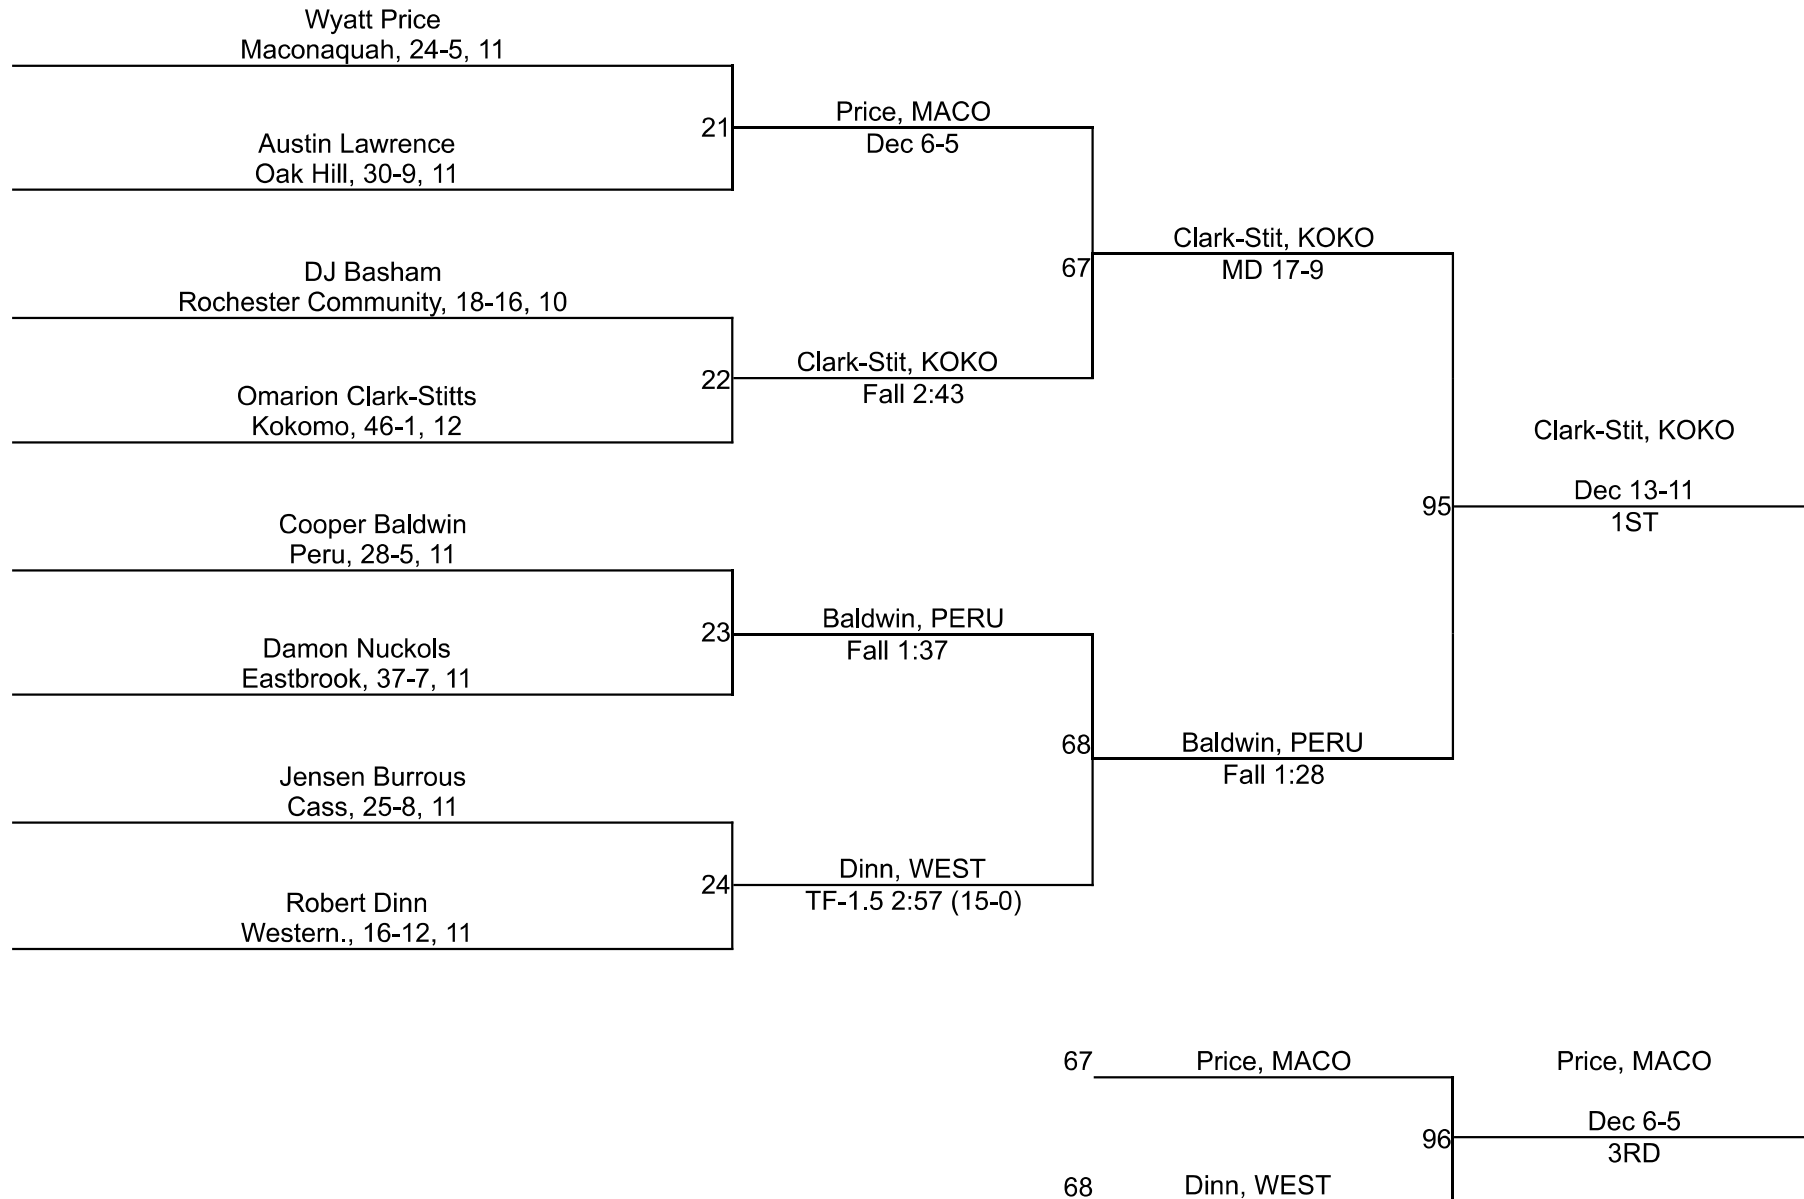 Wyatt Price
Maconaquah, 24-5, 11
21
Price, MACO
Dec 6-5
Austin Lawrence
Oak Hill, 30-9, 11
67
Clark-Stit, KOKO
MD 17-9
DJ Basham
Rochester Community, 18-16, 10
22
Clark-Stit, KOKO
Fall 2:43
Omarion Clark-Stitts
Kokomo, 46-1, 12
95
Clark-Stit, KOKO
Dec 13-11
1ST
Cooper Baldwin
Peru, 28-5, 11
23
Baldwin, PERU
Fall 1:37
Damon Nuckols
Eastbrook, 37-7, 11
68
Baldwin, PERU
Fall 1:28
Jensen Burrous
Cass, 25-8, 11
24
Dinn, WEST
TF-1.5 2:57 (15-0)
Robert Dinn
Western., 16-12, 11
67
Price, MACO
Price, MACO
96
Dec 6-5
3RD
68
Dinn, WEST